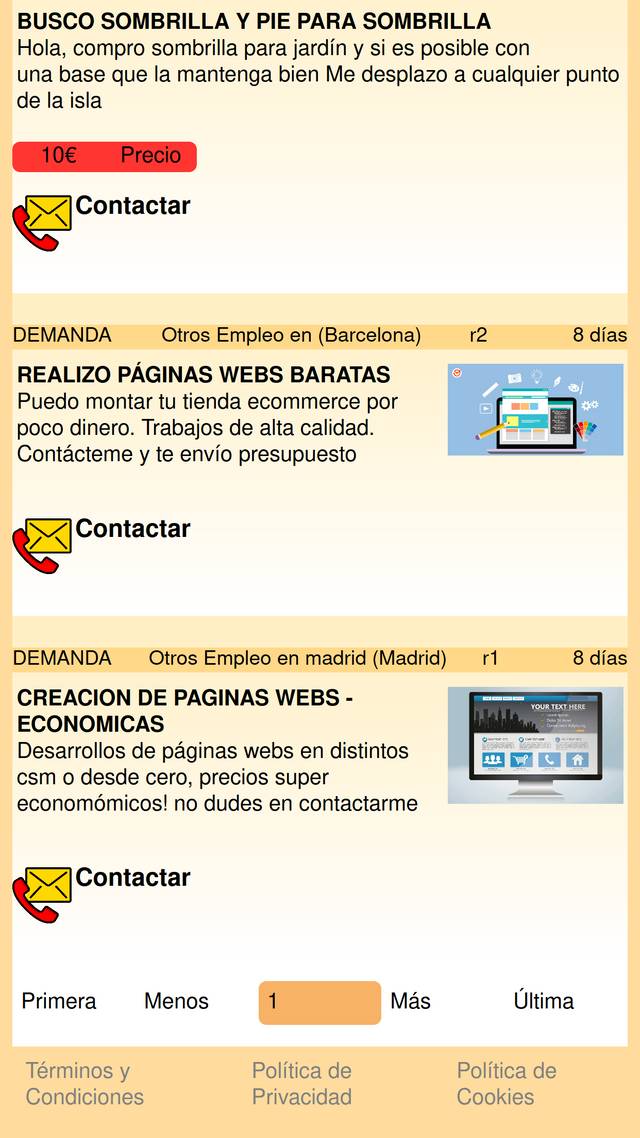 BUSCO SOMBRILLA Y PIE PARA SOMBRILLA
Hola, compro sombrilla para jardín y si es posible con
una base que la mantenga bien Me desplazo a cualquier punto
de la isla
10€ Precio
Contactar
DEMANDA Otros Empleo en (Barcelona) r2 8 días
REALIZO PÁGINAS WEBS BARATAS
Puedo montar tu tienda ecommerce por
poco dinero. Trabajos de alta calidad.
Contácteme y te envío presupuesto
Contactar
DEMANDA Otros Empleo en madrid (Madrid) r1 8 días
CREACION DE PAGINAS WEBS -
ECONOMICAS
Desarrollos de páginas webs en distintos
csm o desde cero, precios super
economómicos! no dudes en contactarme
YOUR TEXT HERE
Contactar
Primera Menos 1 Más Última
Términos y
Condiciones
Política de
Privacidad
Política de
Cookies